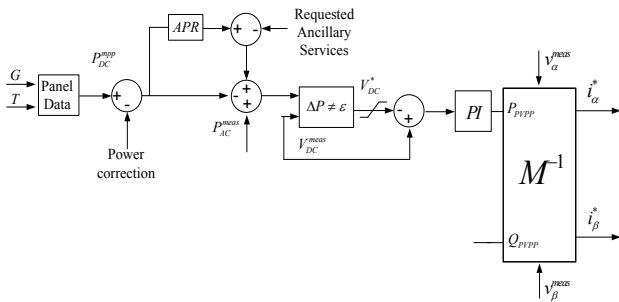 Requested
Ancillary
Services
APR
+
-
P_DC^mpp
G
T
Panel
Data
+
-
Power
correction
-
+
+
P_AC^meas
ΔP ≠ ε
V_DC^*
V_DC^meas
-
+
PI
v_α^meas
P_PVPP
i_α^*
M^-1
i_β^*
Q_PVPP
v_β^meas